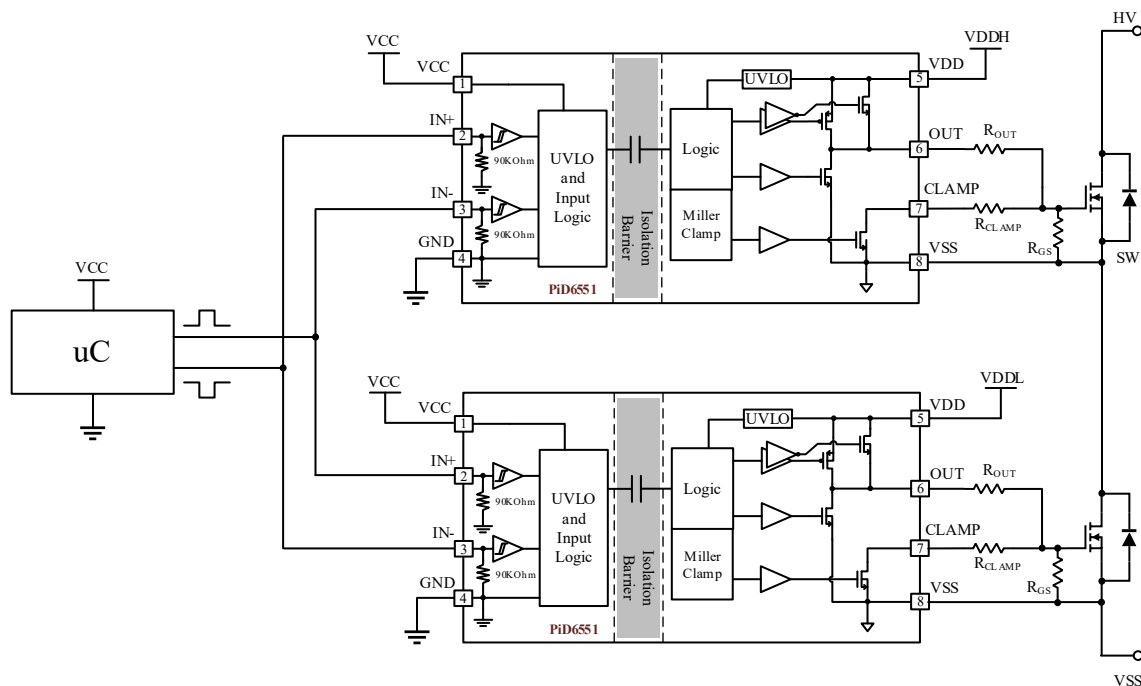 HV
VCC
VDDH
VCC
1
UVLO
5
VDD
IN+
2
90KOhm
UVLO
and
Input
Logic
Logic
6
OUT
ROUT
IN-
3
90KOhm
Isolation
Barrier
Miller
Clamp
7
CLAMP
RCLAMP
RGS
GND
4
8
VSS
SW
PiD6551
VCC
uC
VCC
VDDL
VCC
1
UVLO
5
VDD
IN+
2
90KOhm
UVLO
and
Input
Logic
Logic
6
OUT
ROUT
IN-
3
90KOhm
Isolation
Barrier
Miller
Clamp
7
CLAMP
RCLAMP
RGS
GND
4
8
VSS
PiD6551
VSS